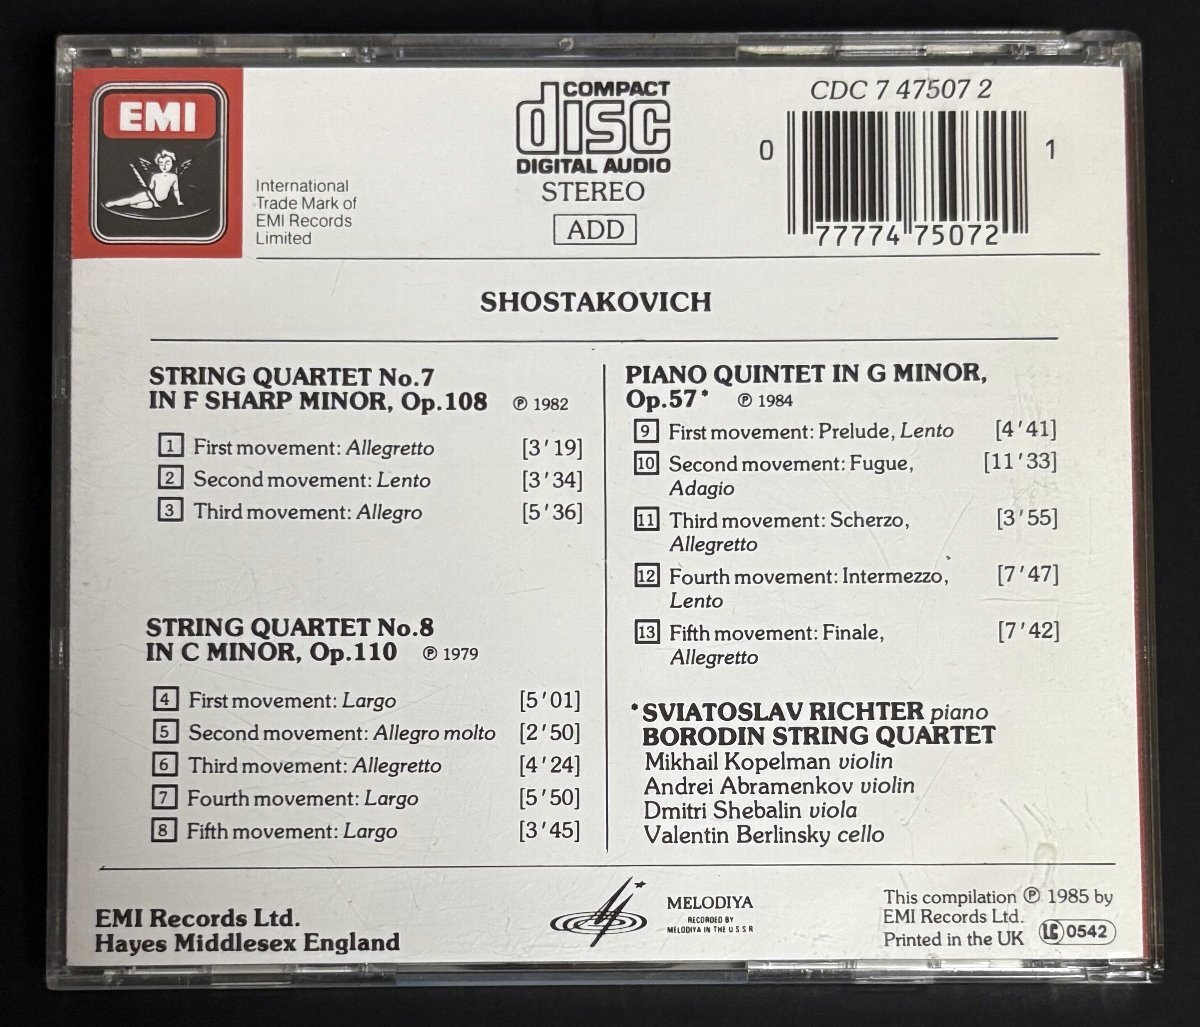 EMI
International
Trade Mark of
EMI Records
Limited
COMPACT
disc
DIGITAL AUDIO
STEREO
ADD
CDC 7 47507 2
0 77774 75072 1
SHOSTAKOVICH
STRING QUARTET No.7
IN F SHARP MINOR, Op.108 ℗ 1982
1 First movement: Allegretto [3'19]
2 Second movement: Lento [3'34]
3 Third movement: Allegro [5'36]
STRING QUARTET No.8
IN C MINOR, Op.110 ℗ 1979
4 First movement: Largo [5'01]
5 Second movement: Allegro molto [2'50]
6 Third movement: Allegretto [4'24]
7 Fourth movement: Largo [5'50]
8 Fifth movement: Largo [3'45]
PIANO QUINTET IN G MINOR,
Op.57* ℗ 1984
9 First movement: Prelude, Lento [4'41]
10 Second movement: Fugue, [11'33]
Adagio
11 Third movement: Scherzo, [3'55]
Allegretto
12 Fourth movement: Intermezzo, [7'47]
Lento
13 Fifth movement: Finale, [7'42]
Allegretto
*SVIATOSLAV RICHTER piano
BORODIN STRING QUARTET
Mikhail Kopelman violin
Andrei Abramenkov violin
Dmitri Shebalin viola
Valentin Berlinsky cello
EMI Records Ltd.
Hayes Middlesex England
MELODIYA
RECORDED BY
MELODIYA IN THE USSR
This compilation ℗ 1985 by
EMI Records Ltd.
Printed in the UK LC 0542